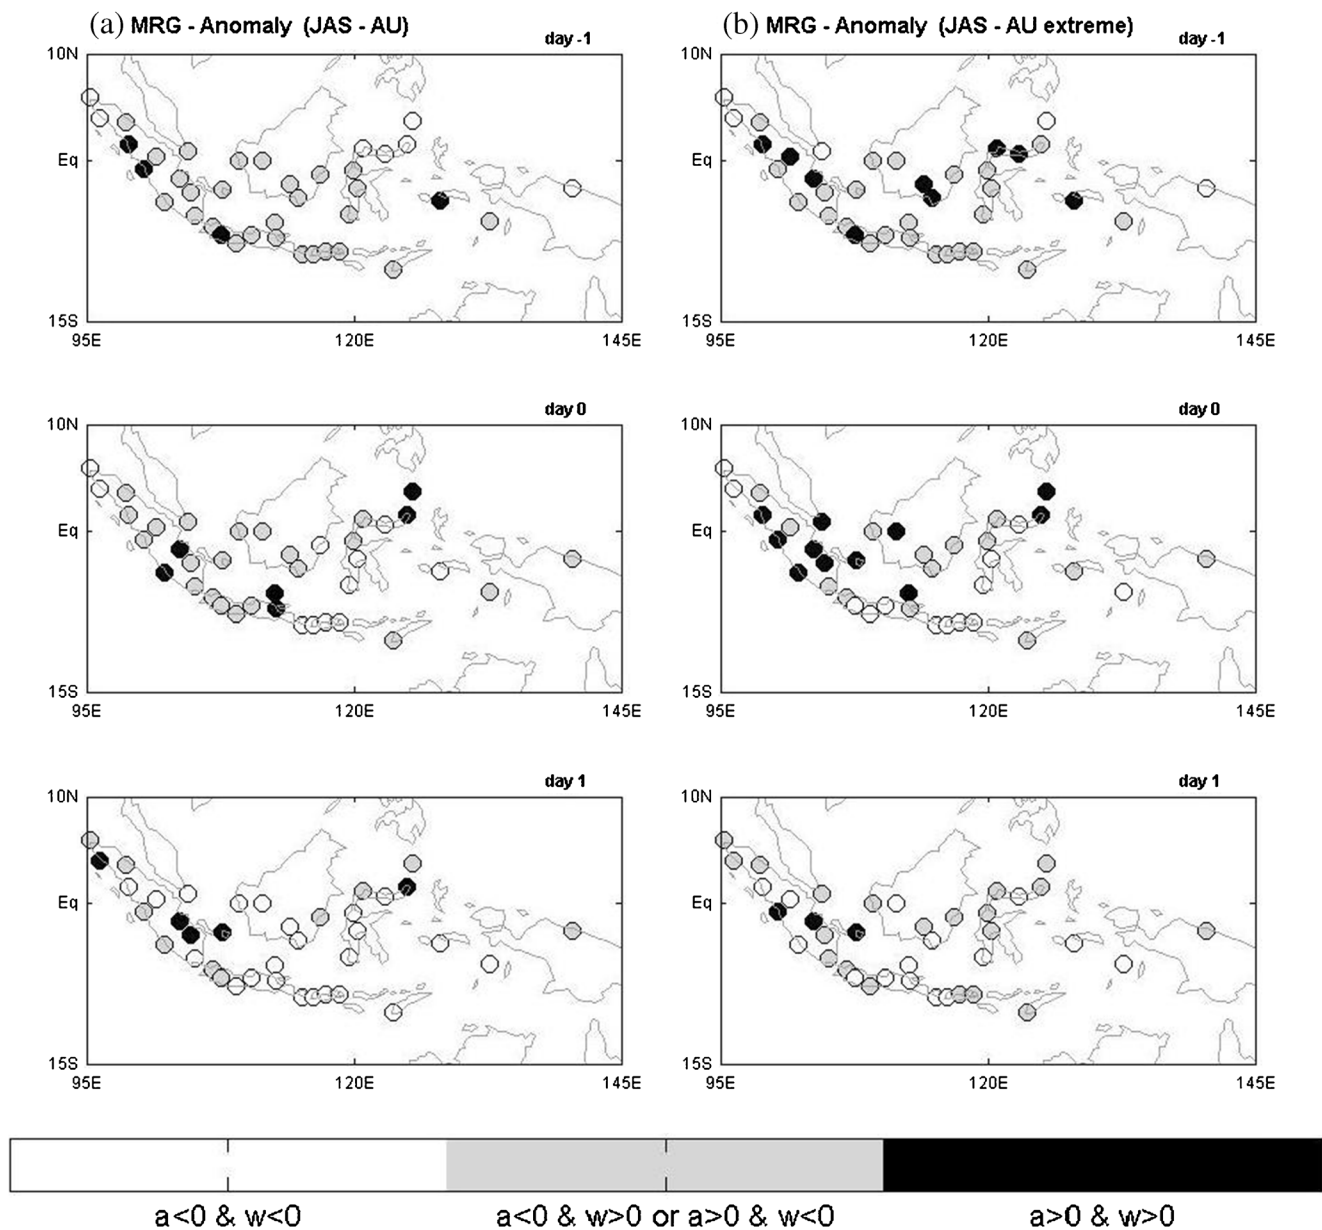 (a) MRG - Anomaly (JAS - AU)
day -1
10N
Eq
15S
95E 120E 145E
(b) MRG - Anomaly (JAS - AU extreme)
day -1
10N
Eq
15S
95E 120E 145E
day 0
10N
Eq
15S
95E 120E 145E
day 0
10N
Eq
15S
95E 120E 145E
day 1
10N
Eq
15S
95E 120E 145E
day 1
10N
Eq
15S
95E 120E 145E
a<0 & w<0 a<0 & w>0 or a>0 & w<0 a>0 & w>0